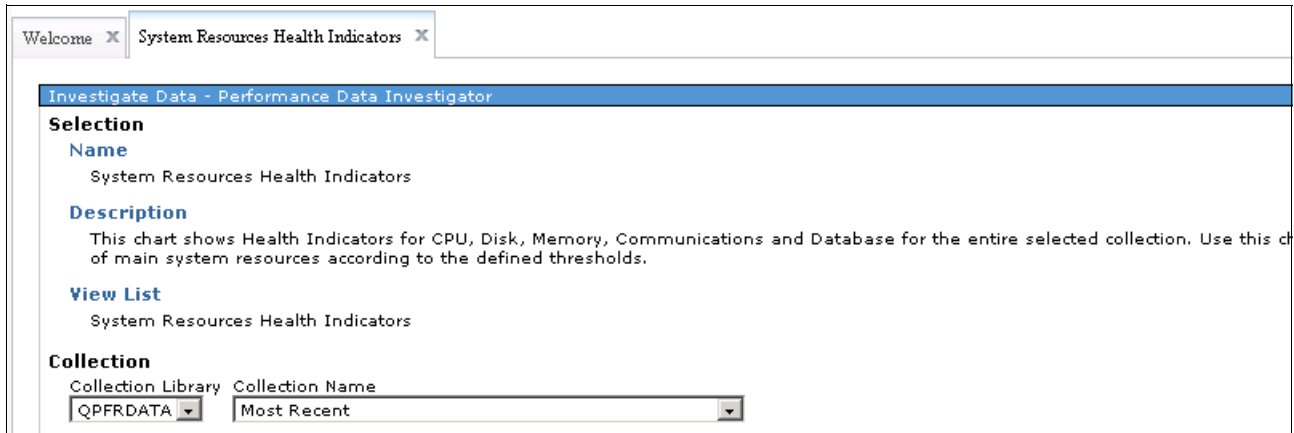 Welcome X System Resources Health Indicators X
Investigate Data - Performance Data Investigator
Selection
Name
System Resources Health Indicators
Description
This chart shows Health Indicators for CPU, Disk, Memory, Communications and Database for the entire selected collection. Use this
of main system resources according to the defined thresholds.
View List
System Resources Health Indicators
Collection
Collection Library Collection Name
QPFRDATA Most Recent